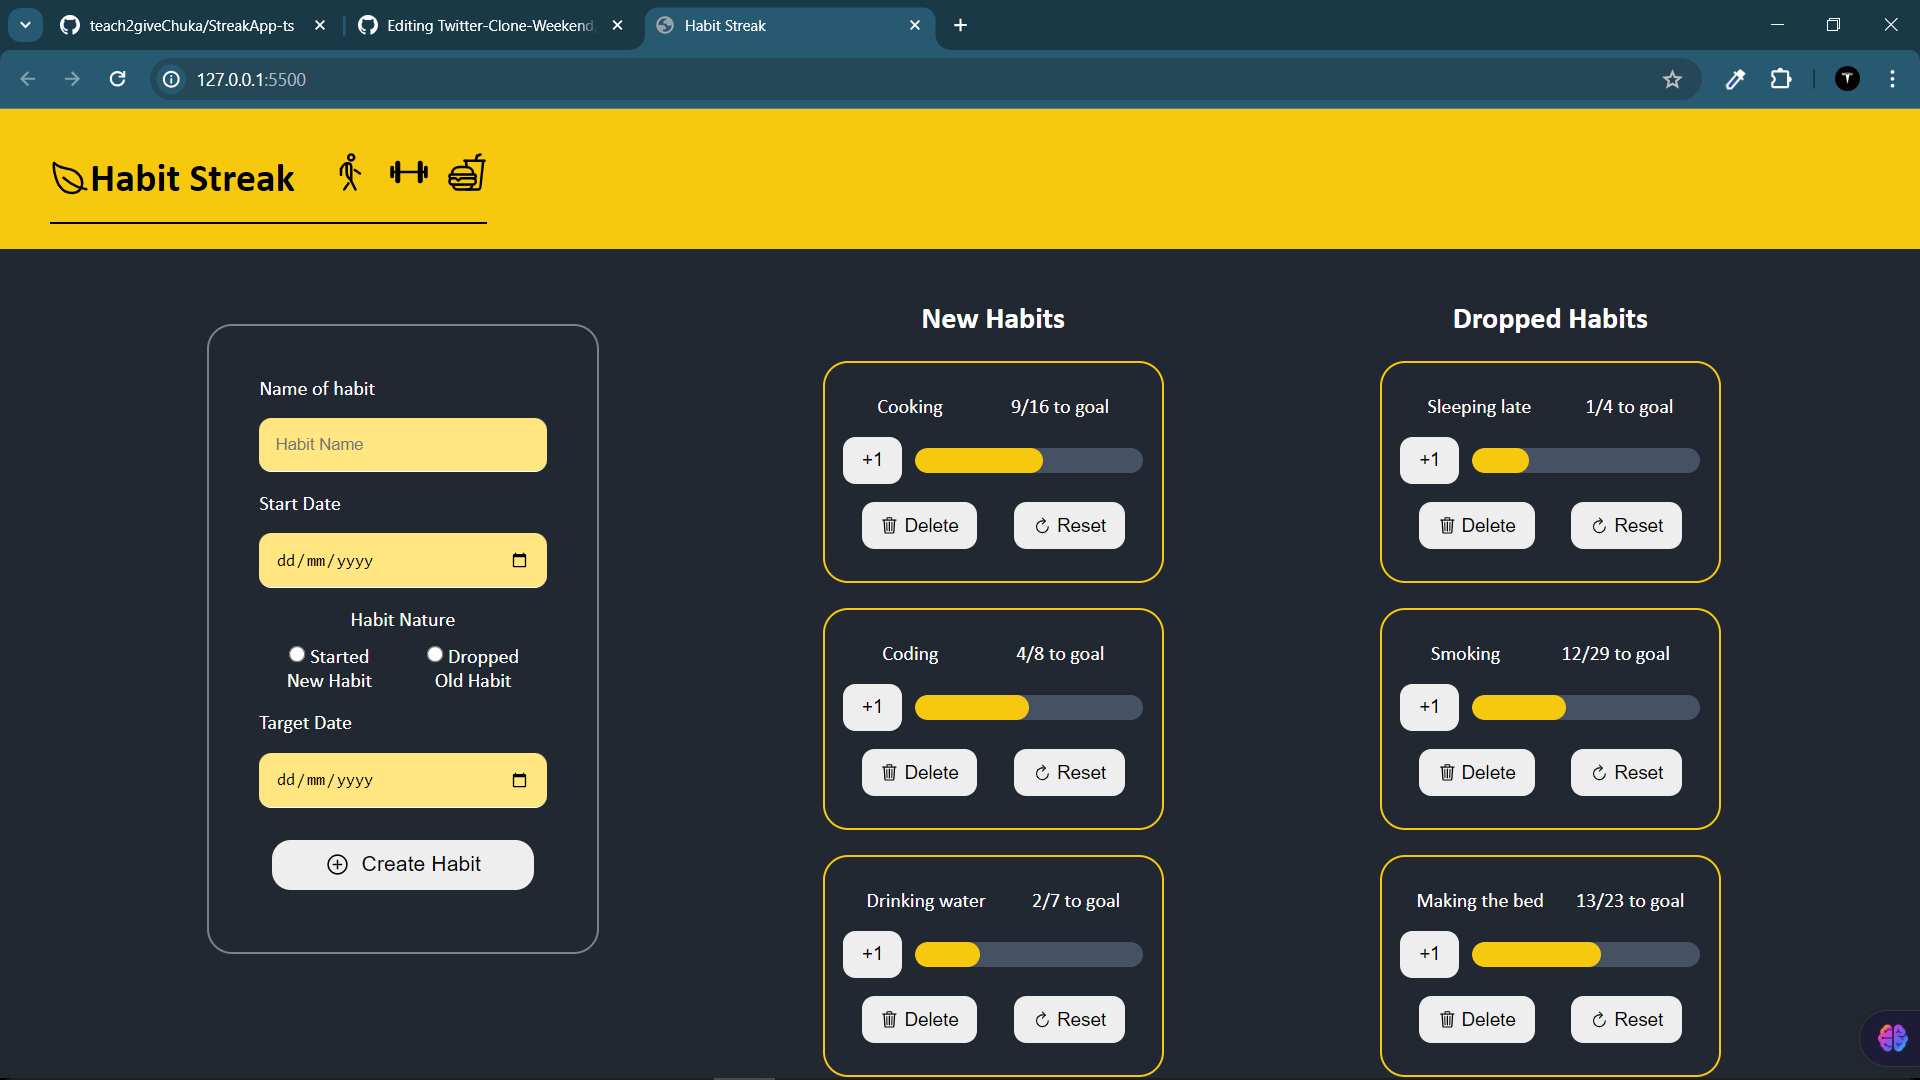 teach2giveChuka/StreakApp-ts
Editing Twitter-Clone-Weekend
Habit Streak
127.0.0.1:5500
Habit Streak
Name of habit
Habit Name
Start Date
dd/mm/yyyy
Habit Nature
Started New Habit
Dropped Old Habit
Target Date
dd/mm/yyyy
Create Habit
New Habits
Cooking 9/16 to goal
+1
Delete Reset
Coding 4/8 to goal
+1
Delete Reset
Drinking water 2/7 to goal
+1
Delete Reset
Dropped Habits
Sleeping late 1/4 to goal
+1
Delete Reset
Smoking 12/29 to goal
+1
Delete Reset
Making the bed 13/23 to goal
+1
Delete Reset